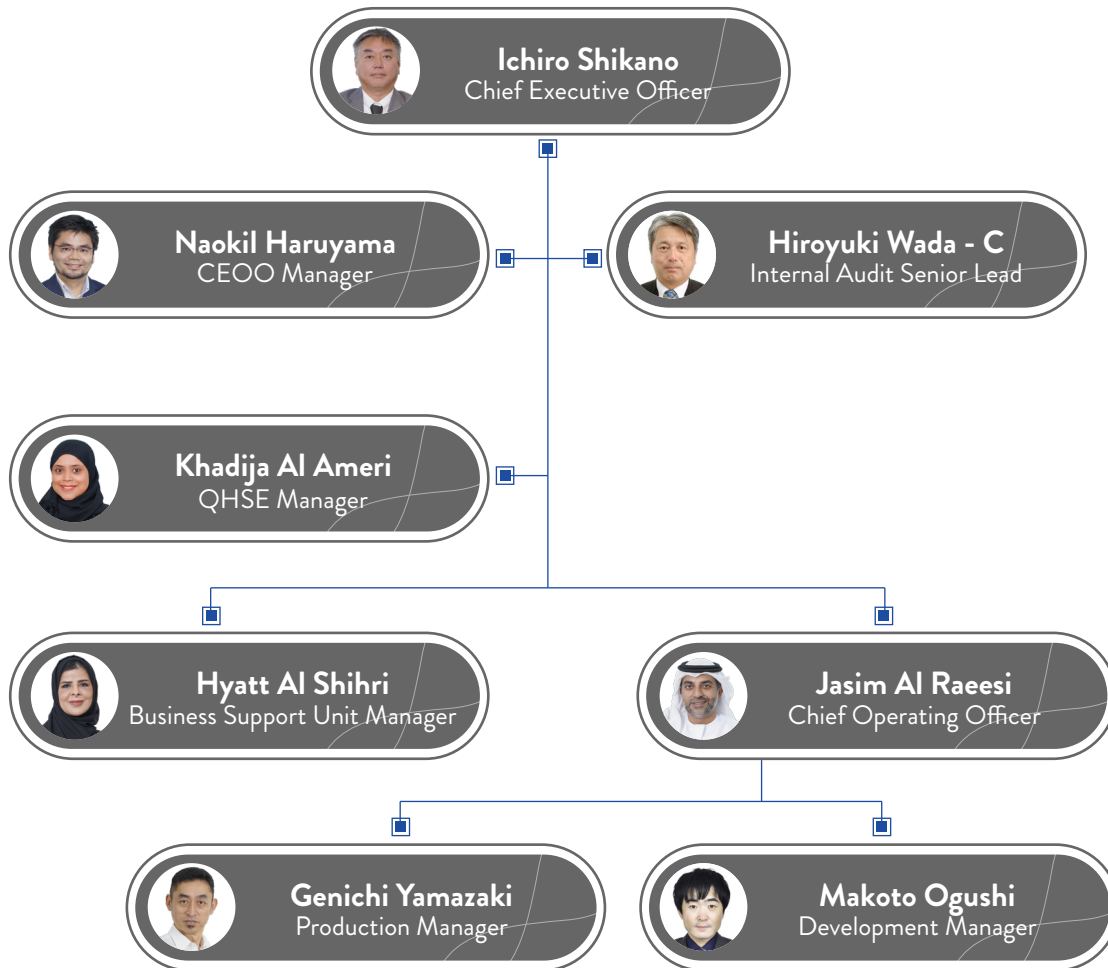 Ichiro Shikano
Chief Executive Officer
Naokil Haruyama
CEOO Manager
Hiroyuki Wada - C
Internal Audit Senior Lead
Khadija Al Ameri
QHSE Manager
Hyatt Al Shihri
Business Support Unit Manager
Jasim Al Raeesi
Chief Operating Officer
Genichi Yamazaki
Production Manager
Makoto Ogushi
Development Manager